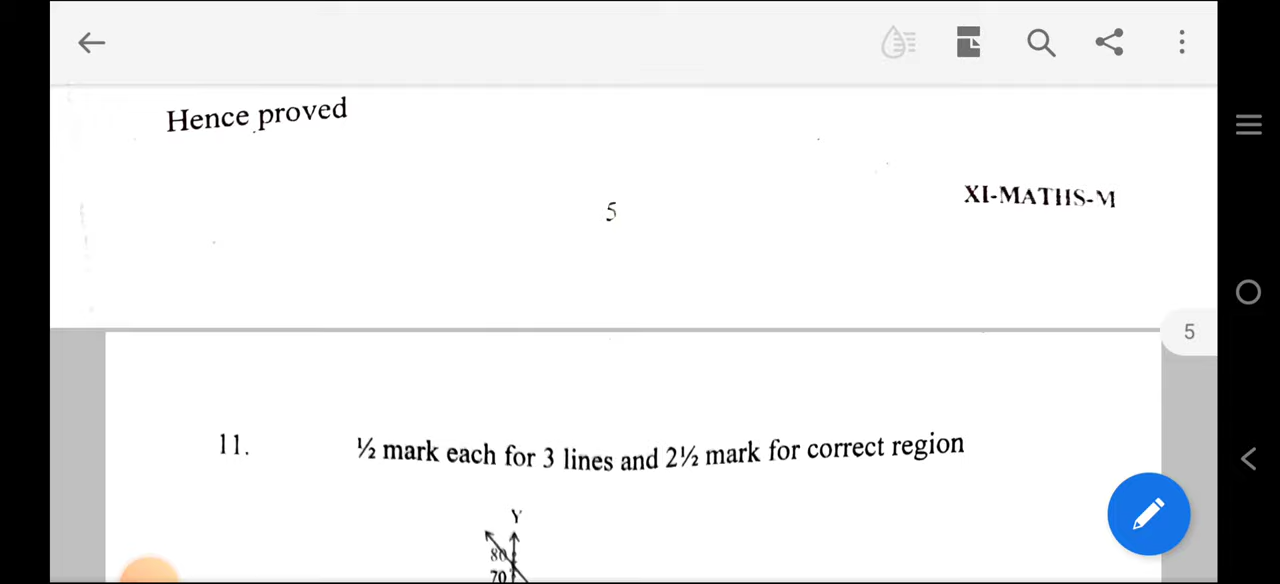 Hence proved
5
XI-MATHS-M
5
11. ½ mark each for 3 lines and 2½ mark for correct region
Y
80
70